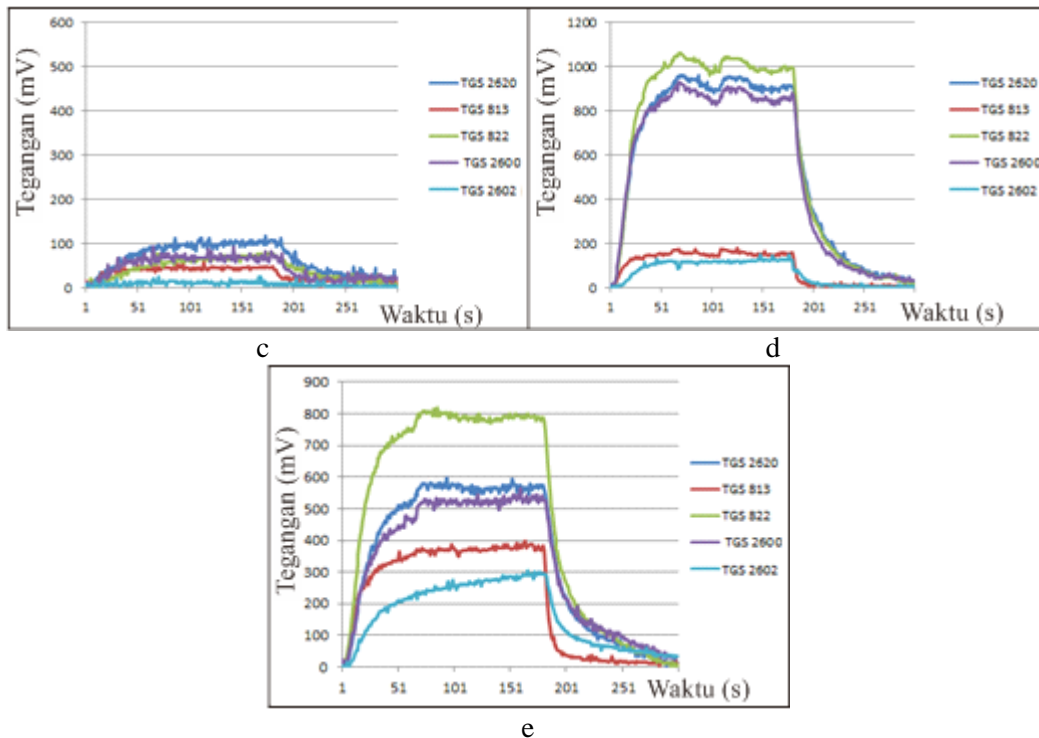 600
500
400
300
200
100
0
Tegangan (mV)
1 51 101 151 201 251
Waktu (s)
TGS 2620
TGS 813
TGS 822
TGS 2600
TGS 2602
c
1200
1000
800
600
400
200
0
Tegangan (mV)
1 51 101 151 201 251
Waktu (s)
TGS 2620
TGS 813
TGS 822
TGS 2600
TGS 2602
d
900
800
700
600
500
400
300
200
100
0
Tegangan (mV)
1 51 101 151 201 251
Waktu (s)
TGS 2620
TGS 813
TGS 822
TGS 2600
TGS 2602
e